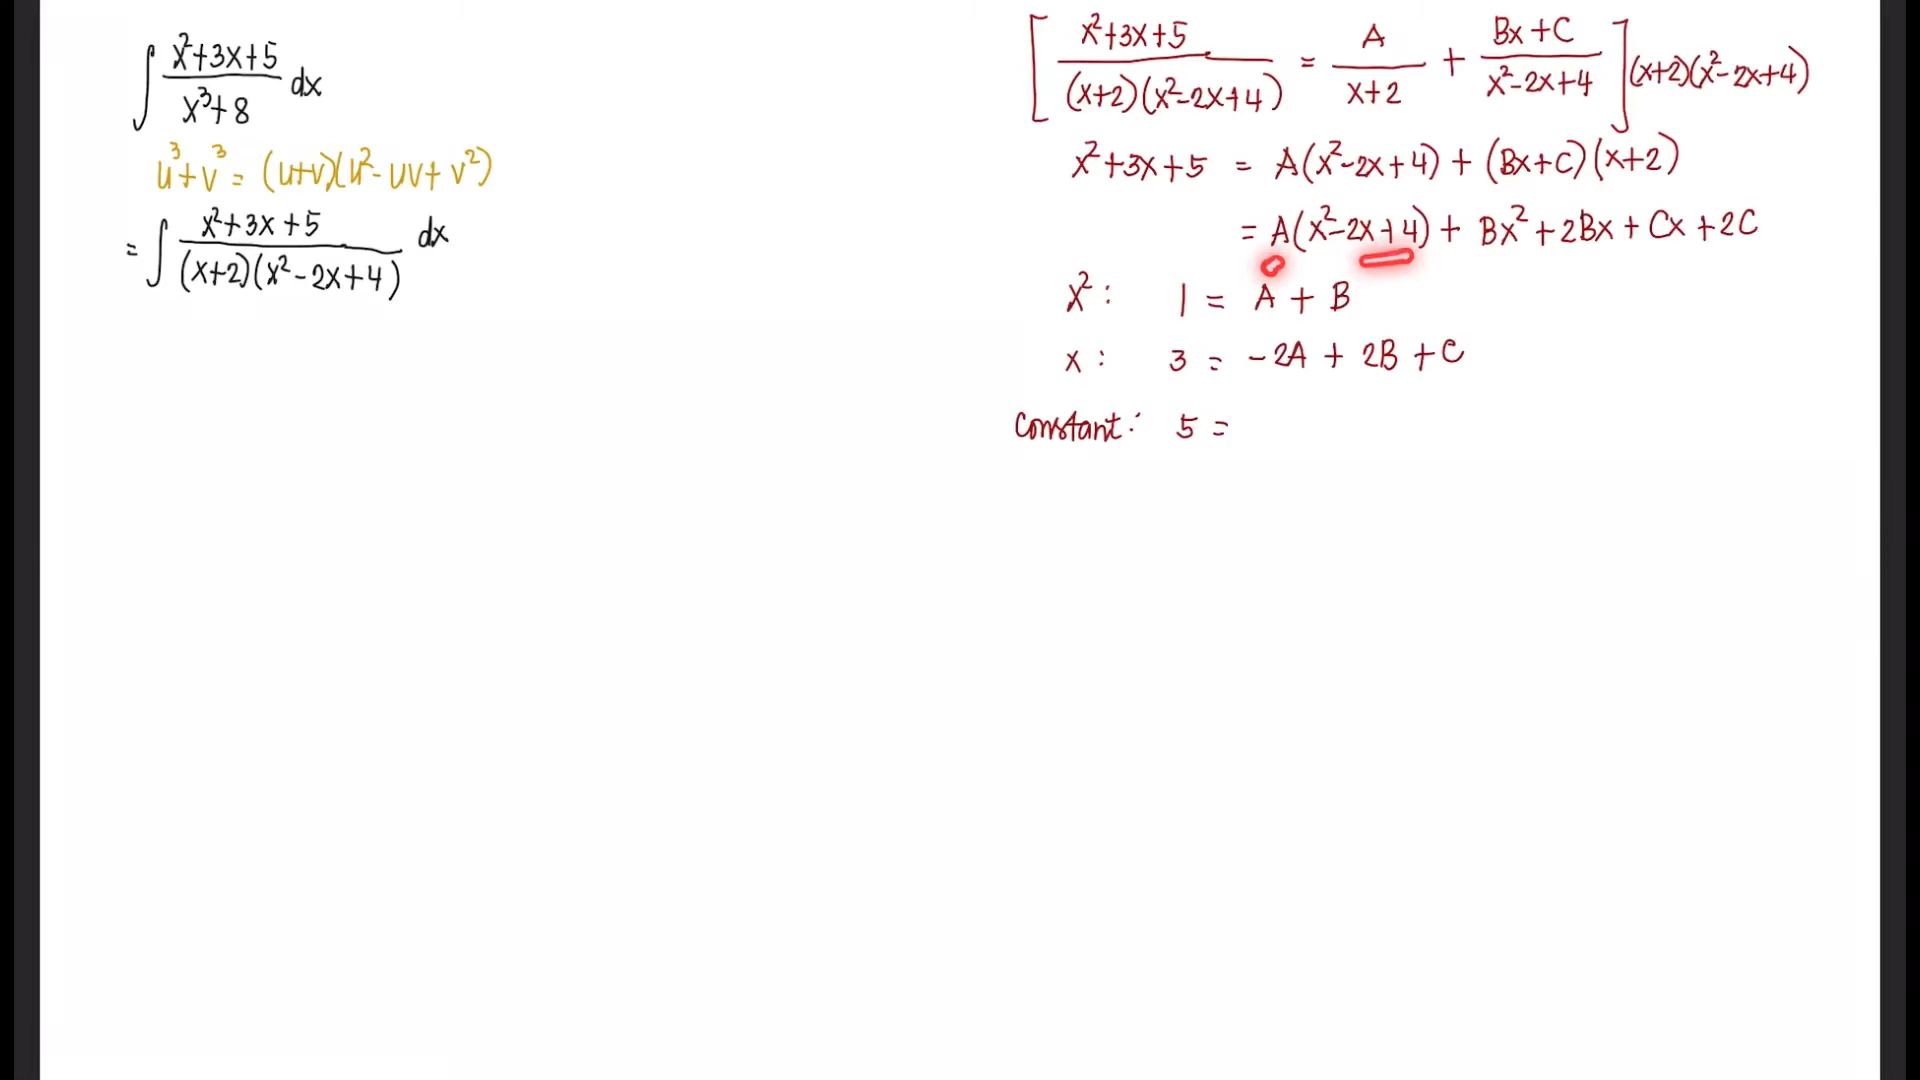 ∫ x²+3x+5 / x³+8 dx
u³+v³ = (u+v)(u²-uv+v²)
= ∫ x²+3x+5 / (x+2)(x²-2x+4) dx
[ x²+3x+5 / (x+2)(x²-2x+4) = A / x+2 + Bx+C / x²-2x+4 ](x+2)(x²-2x+4)
x²+3x+5 = A(x²-2x+4) + (Bx+C)(x+2)
= A(x²-2x+4) + Bx²+2Bx+Cx+2C
x²: 1 = A + B
x: 3 = -2A + 2B + C
Constant: 5 =